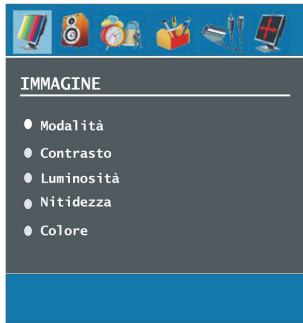 IMMAGINE
Modalità
Contrasto
Luminosità
Nitidezza
Colore